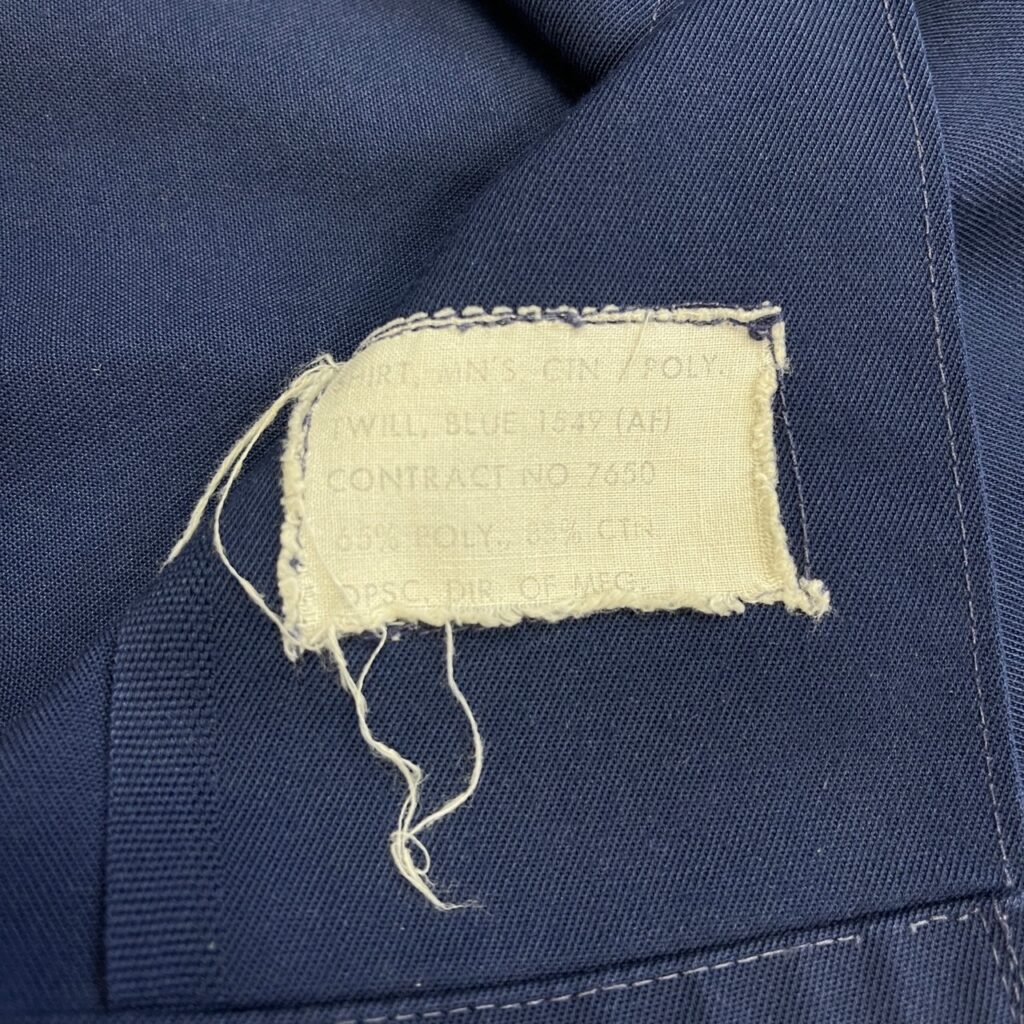 SHIRT, MN'S, CTN / POLY.
TWILL, BLUE 1549 (AF)
CONTRACT NO 7650
65% POLY., 35% CTN
DPSC, DIR. OF MFG.